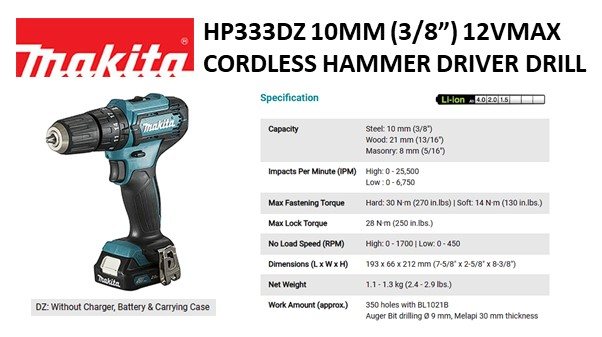 makita
HP333DZ 10MM (3/8”) 12VMAX
CORDLESS HAMMER DRIVER DRILL
Specification
Li-ion Ah 4.0 2.0 1.5
Capacity
Steel: 10 mm (3/8")
Wood: 21 mm (13/16")
Masonry: 8 mm (5/16")
Impacts Per Minute (IPM)
High: 0 - 25,500
Low : 0 - 6,750
Max Fastening Torque
Hard: 30 N·m (270 in.lbs) | Soft: 14 N·m (130 in.lbs.)
Max Lock Torque
28 N·m (250 in.lbs.)
No Load Speed (RPM)
High: 0 - 1700 | Low: 0 - 450
Dimensions (L x W x H)
193 x 66 x 212 mm (7-5/8" x 2-5/8" x 8-3/8")
Net Weight
1.1 - 1.3 kg (2.4 - 2.9 lbs.)
Work Amount (approx.)
350 holes with BL1021B
Auger Bit drilling Ø 9 mm, Melapi 30 mm thickness
makita
makita
DZ: Without Charger, Battery & Carrying Case